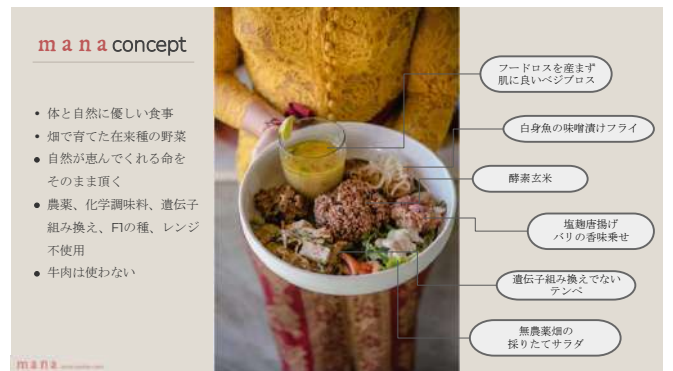 mana concept
• 体と自然に優しい食事
• 畑で育てた在来種の野菜
● 自然が恵んでくれる命を
そのまま頂く
● 農薬、化学調味料、遺伝子
組み換え、F1の種、レンジ
不使用
● 牛肉は使わない
フードロスを産まず
肌に良いベジブロス
白身魚の味噌漬けフライ
酵素玄米
塩麹唐揚げ
バリの香味乗せ
遺伝子組み換えでない
テンペ
無農薬畑の
採りたてサラダ
mana